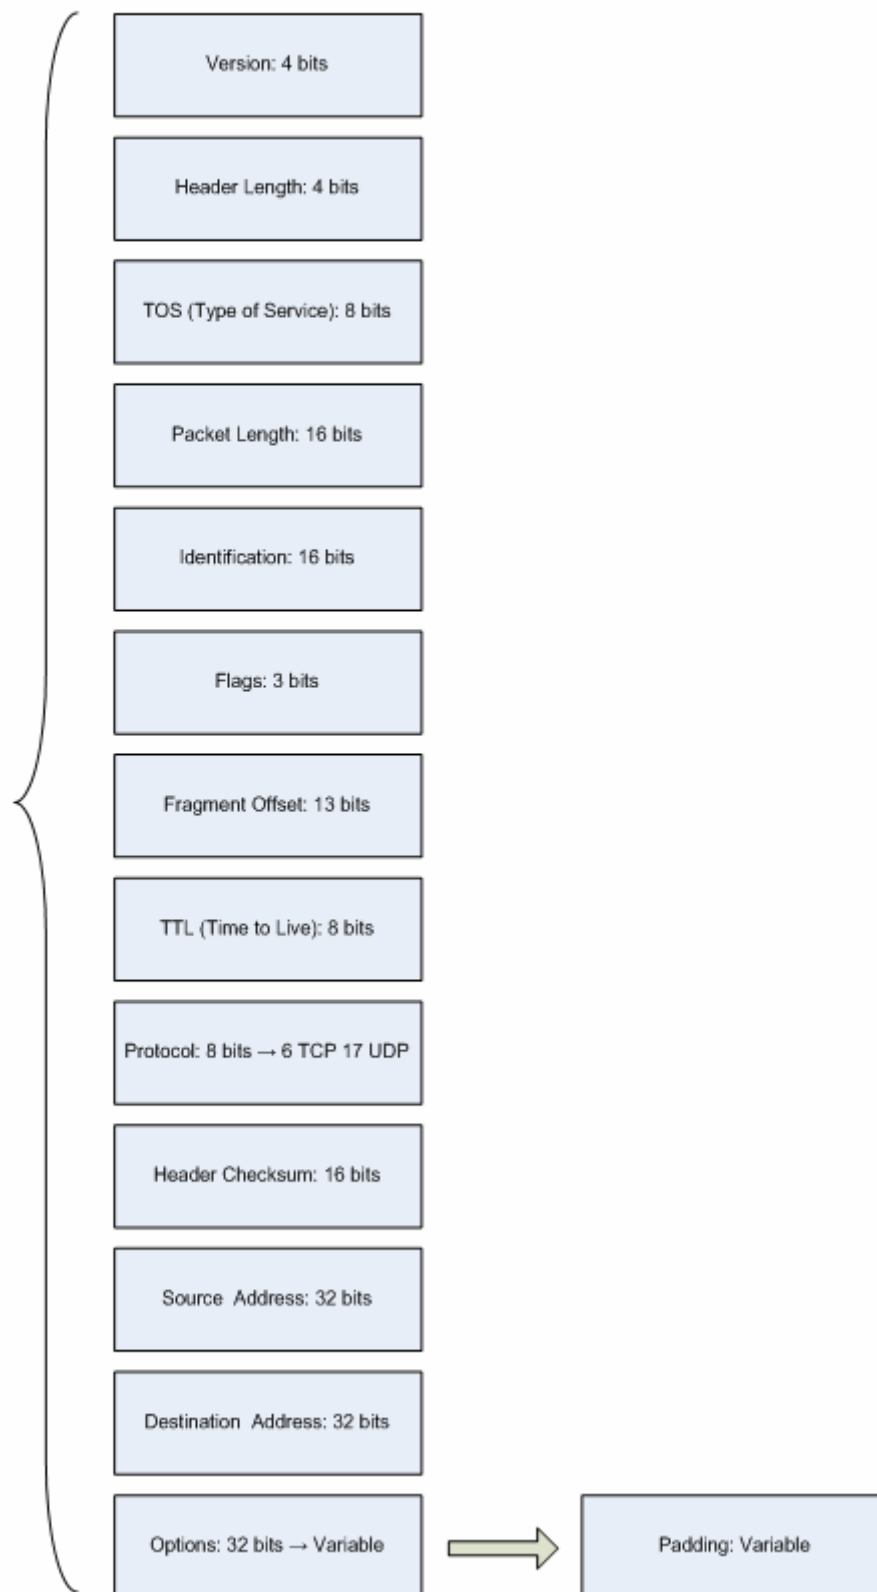 Version: 4 bits
Header Length: 4 bits
TOS (Type of Service): 8 bits
Packet Length: 16 bits
Identification: 16 bits
Flags: 3 bits
Fragment Offset: 13 bits
TTL (Time to Live): 8 bits
Protocol: 8 bits → 6 TCP 17 UDP
Header Checksum: 16 bits
Source Address: 32 bits
Destination Address: 32 bits
Options: 32 bits → Variable
Padding: Variable